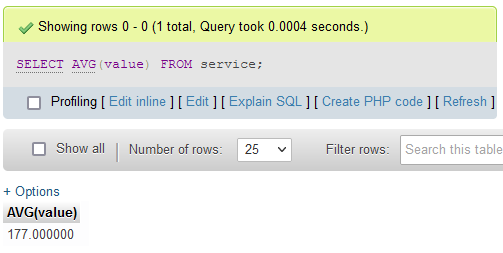 Showing rows 0 - 0 (1 total, Query took 0.0004 seconds.)
SELECT AVG(value) FROM service;
Profiling [ Edit inline ] [ Edit ] [ Explain SQL ] [ Create PHP code ] [ Refresh ]
Show all Number of rows: 25 Filter rows: Search this table
+ Options
AVG(value)
177.000000